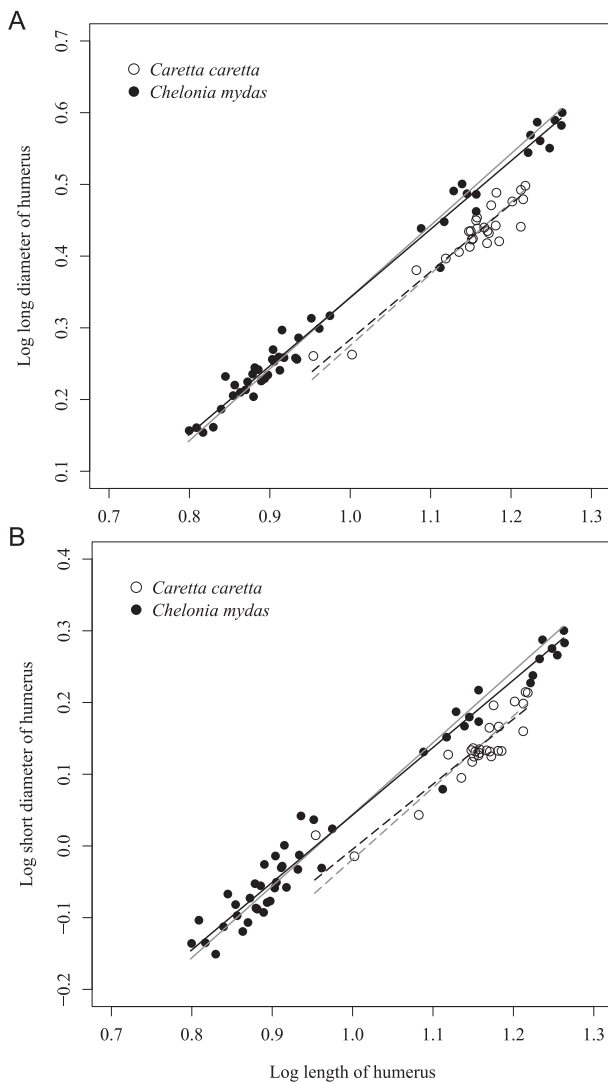 A
Log long diameter of humerus
0.7
0.6
0.5
0.4
0.3
0.2
0.1
Caretta caretta
Chelonia mydas
0.7 0.8 0.9 1.0 1.1 1.2 1.3
B
Log short diameter of humerus
0.4
0.3
0.2
0.1
0.0
−0.1
−0.2
Caretta caretta
Chelonia mydas
0.7 0.8 0.9 1.0 1.1 1.2 1.3
Log length of humerus